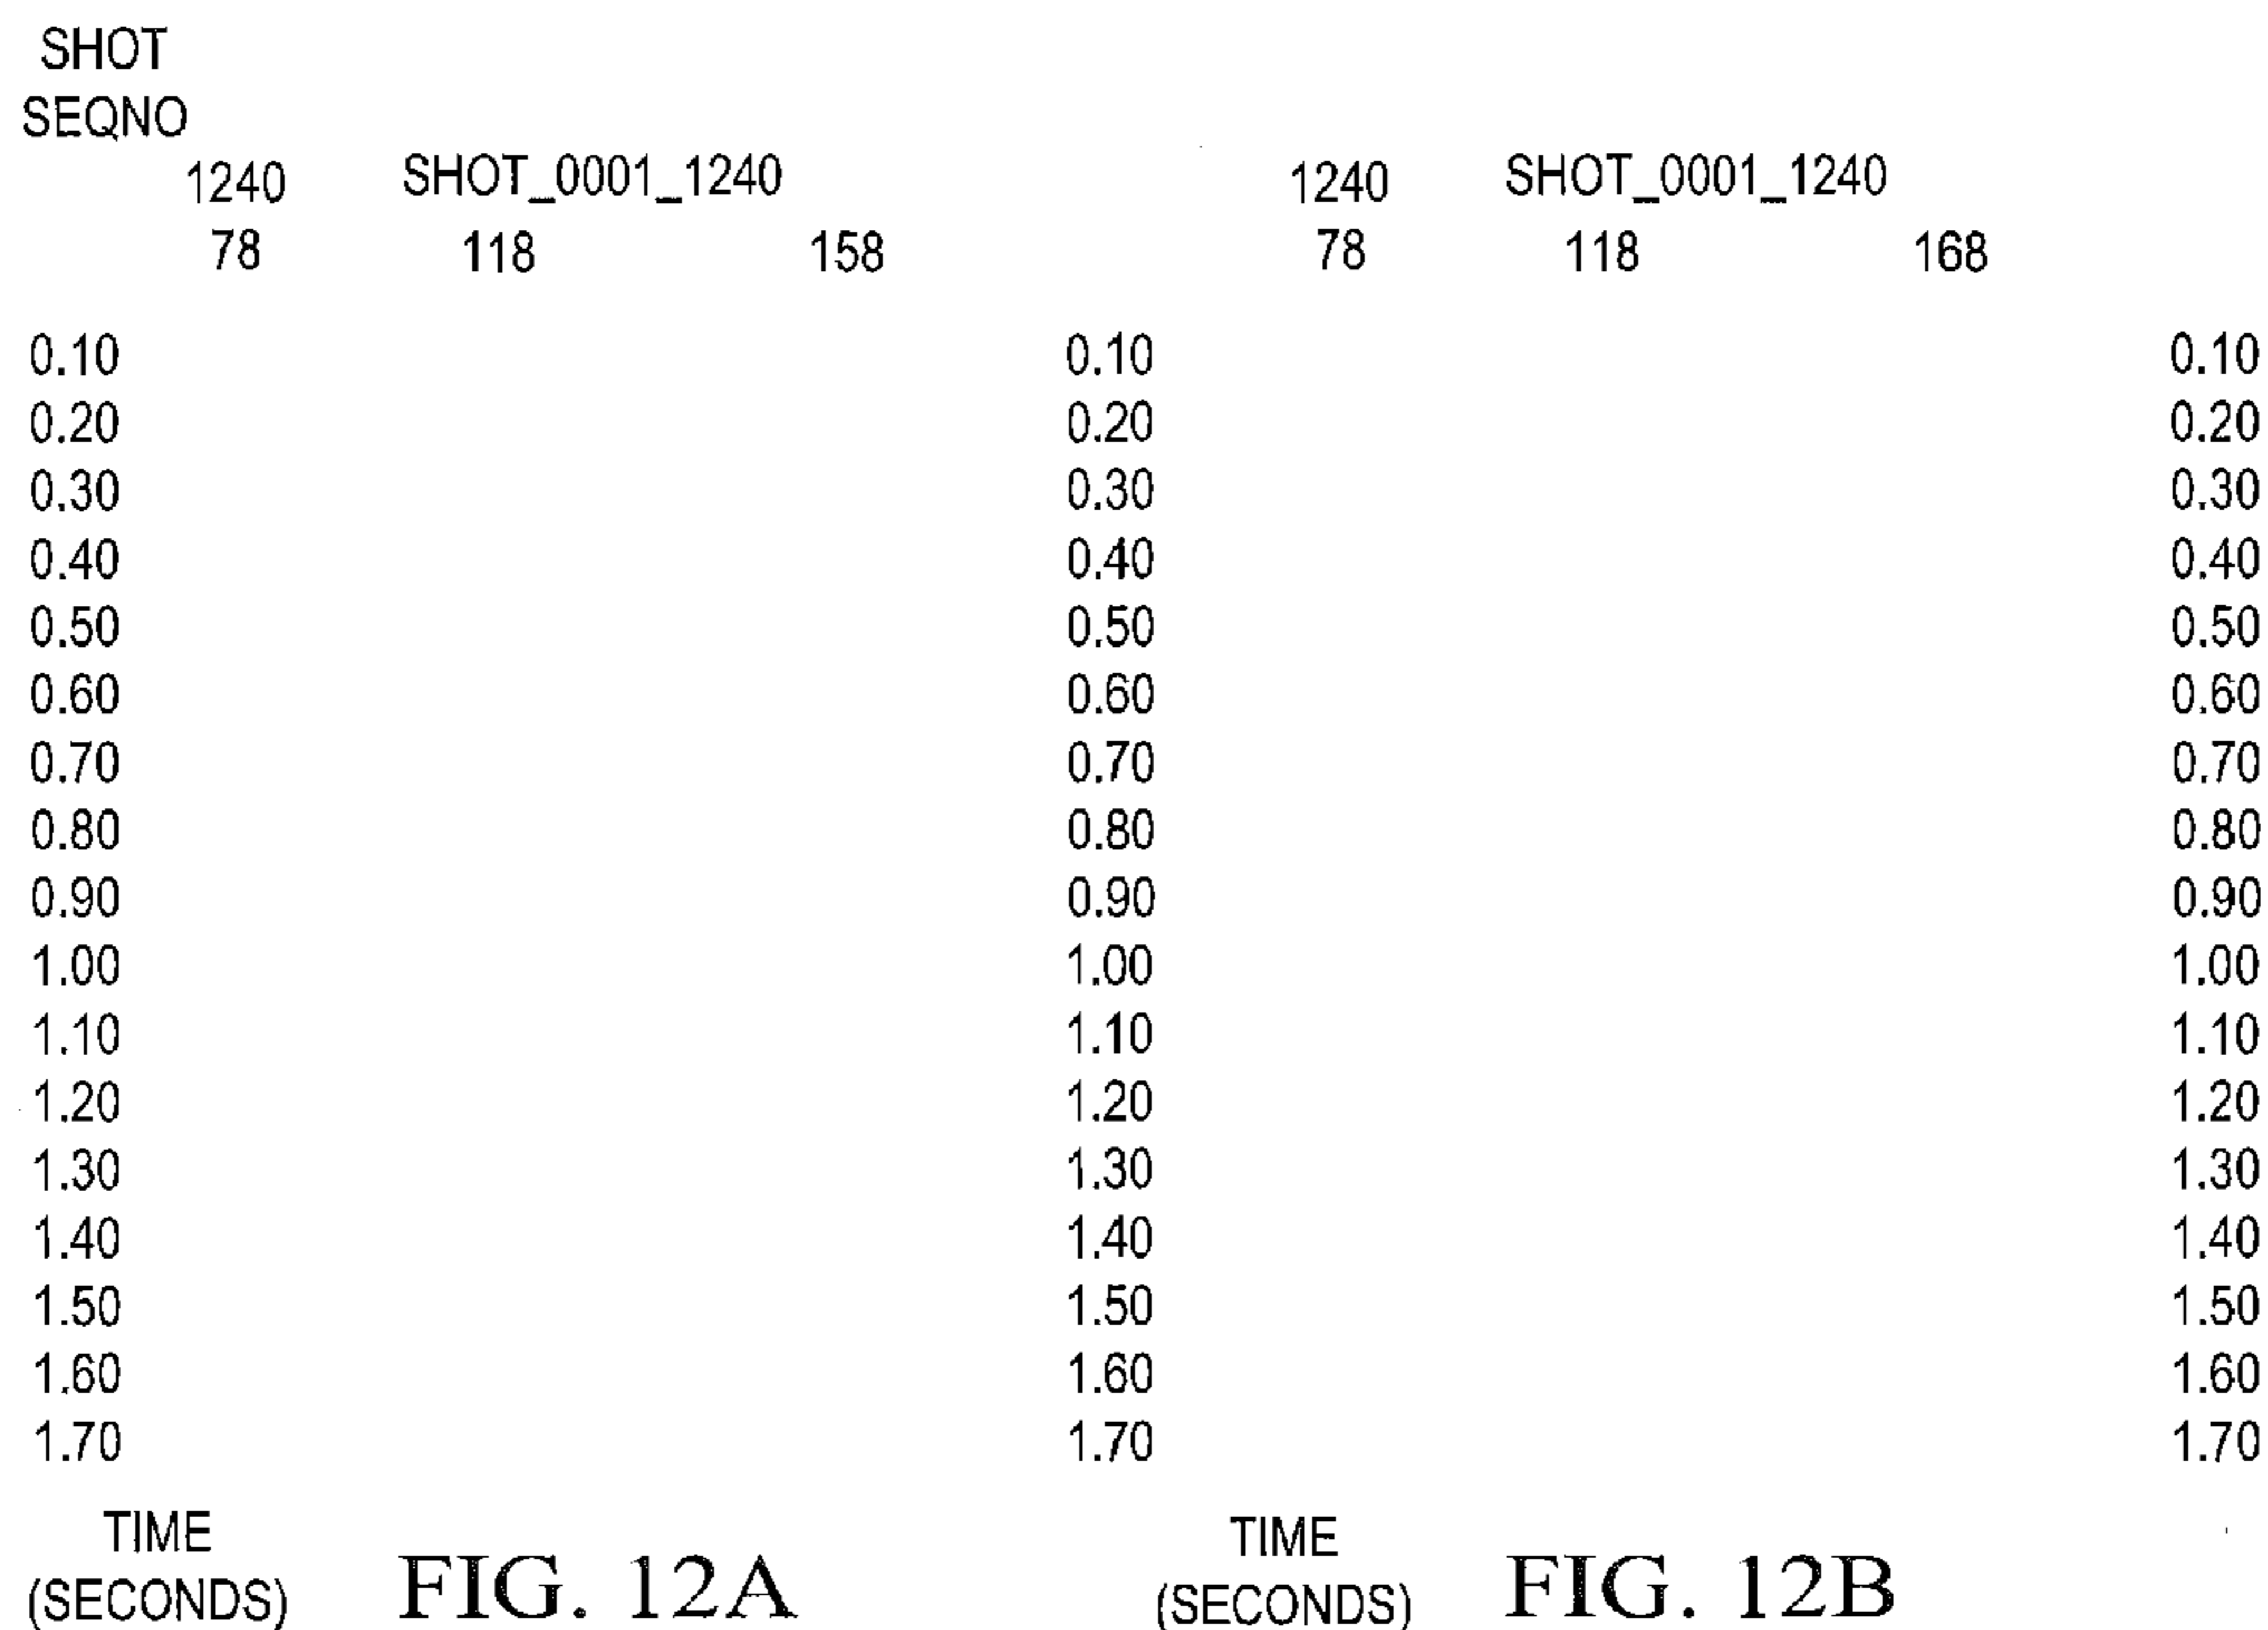 SHOT
SEQNO
1240 SHOT_0001_1240 1240 SHOT_0001_1240
78 118 158 78 118 168
0.10 0.10 0.10
0.20 0.20 0.20
0.30 0.30 0.30
0.40 0.40 0.40
0.50 0.50 0.50
0.60 0.60 0.60
0.70 0.70 0.70
0.80 0.80 0.80
0.90 0.90 0.90
1.00 1.00 1.00
1.10 1.10 1.10
1.20 1.20 1.20
1.30 1.30 1.30
1.40 1.40 1.40
1.50 1.50 1.50
1.60 1.60 1.60
1.70 1.70 1.70
TIME TIME
(SECONDS) FIG. 12A (SECONDS) FIG. 12B